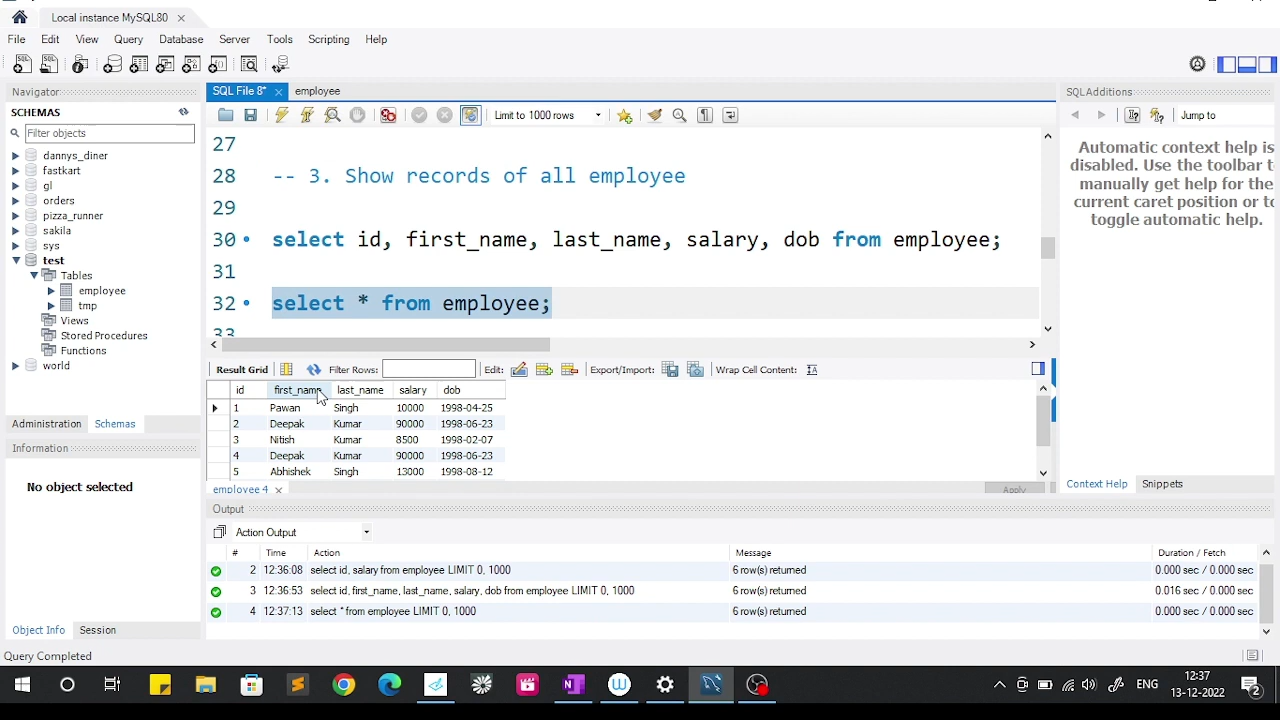 Local instance MySQL80
File Edit View Query Database Server Tools Scripting Help
Navigator
SCHEMAS
Filter objects
dannys_diner
fastkart
gl
orders
pizza_runner
sakila
sys
test
Tables
employee
tmp
Views
Stored Procedures
Functions
world
Administration Schemas
Information
No object selected
Object Info Session
SQL File 8* employee
Limit to 1000 rows
27
28 -- 3. Show records of all employee
29
30 select id, first_name, last_name, salary, dob from employee;
31
32 select * from employee;
33
Result Grid Filter Rows: Edit: Export/Import: Wrap Cell Content:
id first_name last_name salary dob
1 Pawan Singh 10000 1998-04-25
2 Deepak Kumar 90000 1998-06-23
3 Nitish Kumar 8500 1998-02-07
4 Deepak Kumar 90000 1998-06-23
5 Abhishek Singh 13000 1998-08-12
employee 4 Apply
SQLAdditions
Jump to
Automatic context help is
disabled. Use the toolbar t
manually get help for the
current caret position or to
toggle automatic help.
Context Help Snippets
Output
Action Output
# Time Action Message Duration / Fetch
2 12:36:08 select id, salary from employee LIMIT 0, 1000 6 row(s) returned 0.000 sec / 0.000 sec
3 12:36:53 select id, first_name, last_name, salary, dob from employee LIMIT 0, 1000 6 row(s) returned 0.016 sec / 0.000 sec
4 12:37:13 select * from employee LIMIT 0, 1000 6 row(s) returned 0.000 sec / 0.000 sec
Query Completed
ENG
12:37
13-12-2022
2